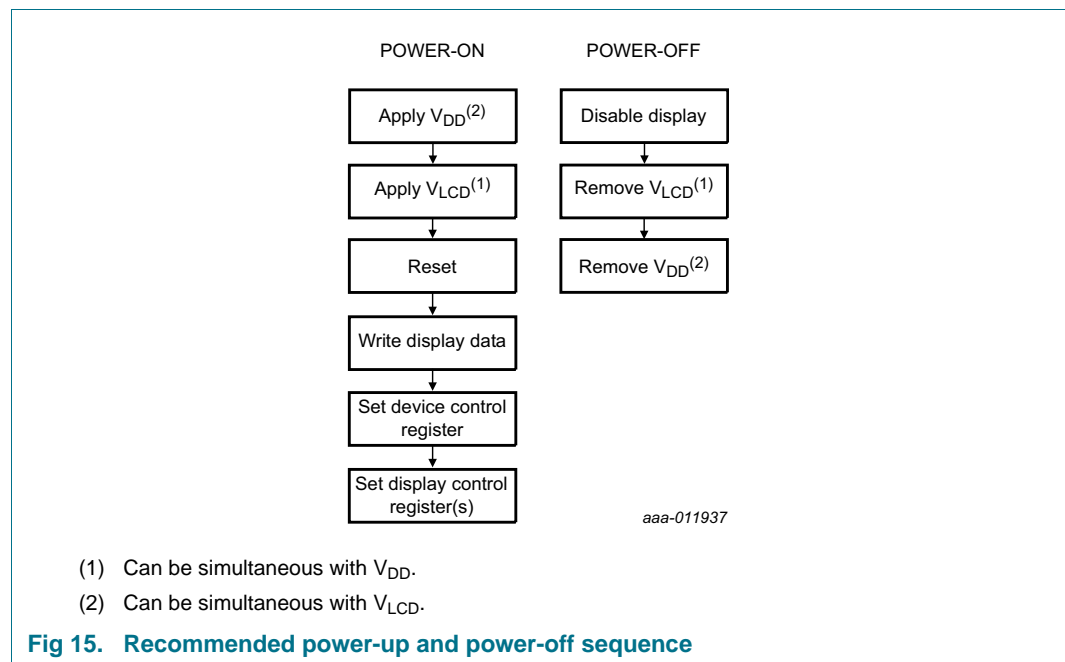 POWER-ON
Apply VDD(2)
Apply VLCD(1)
Reset
Write display data
Set device control
register
Set display control
register(s)
POWER-OFF
Disable display
Remove VLCD(1)
Remove VDD(2)
aaa-011937
(1) Can be simultaneous with VDD.
(2) Can be simultaneous with VLCD.
Fig 15. Recommended power-up and power-off sequence